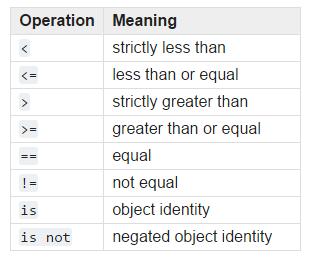 Operation Meaning
< strictly less than
<= less than or equal
> strictly greater than
>= greater than or equal
== equal
!= not equal
is object identity
is not negated object identity